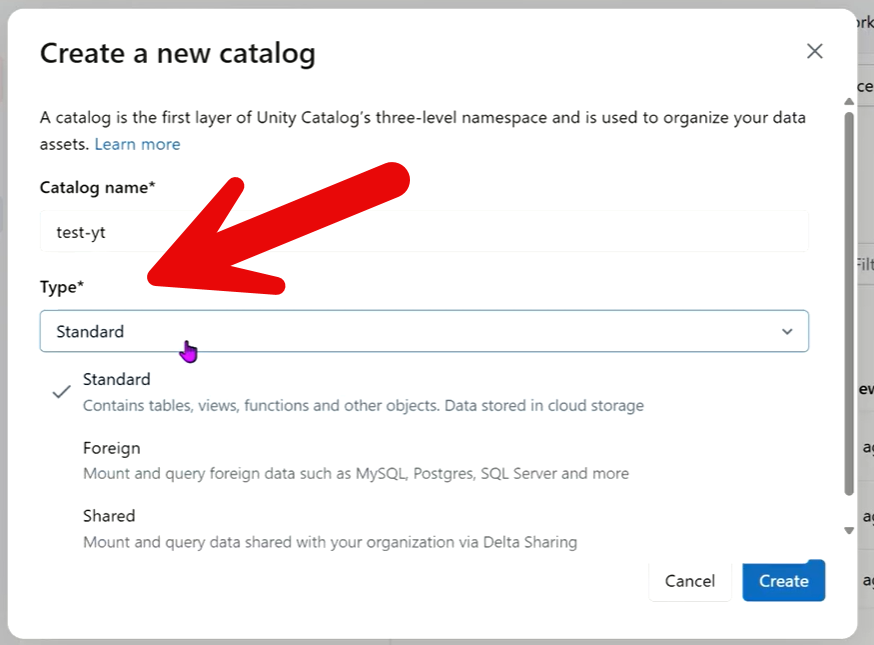 Create a new catalog
A catalog is the first layer of Unity Catalog's three-level namespace and is used to organize your data
assets. Learn more
Catalog name*
test-yt
Type*
Standard
Standard
Contains tables, views, functions and other objects. Data stored in cloud storage
Foreign
Mount and query foreign data such as MySQL, Postgres, SQL Server and more
Shared
Mount and query data shared with your organization via Delta Sharing
Cancel
Create